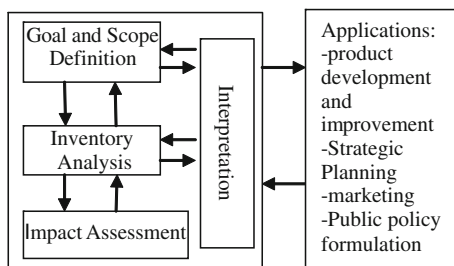 Goal and Scope
Definition
Inventory
Analysis
Impact Assessment
Interpretation
Applications:
-product
development
and
improvement
-Strategic
Planning
-marketing
-Public policy
formulation